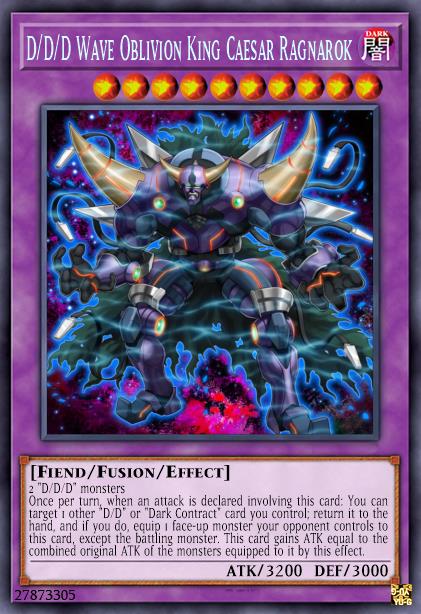 D/D/D WAVE OBLIVION KING CAESAR RAGNAROK
DARK
闇
[FIEND/FUSION/EFFECT]
2 "D/D/D" monsters
Once per turn, when an attack is declared involving this card: You can
target 1 other "D/D" or "Dark Contract" card you control; return it to
the hand, and if you do, equip 1 face-up monster your opponent controls to
this card, except the battling monster. This card gains ATK equal to the
combined original ATK of the monsters equipped to it by this effect.
ATK/3200 DEF/3000
27873305